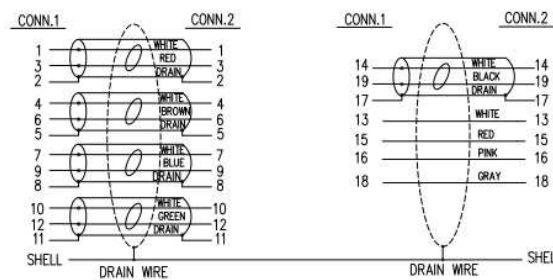 CONN.1 CONN.2
1 WHITE 1
3 RED 3
2 DRAIN 2
4 WHITE 4
6 BROWN 6
5 DRAIN 5
7 WHITE 7
9 BLUE 9
8 DRAIN 8
10 WHITE 10
12 GREEN 12
11 DRAIN 11
SHELL
DRAIN WIRE
CONN.1 CONN.2
14 WHITE 14
19 BLACK 19
17 DRAIN 17
13 WHITE 13
15 RED 15
16 PINK 16
18 GRAY 18
SHEL
DRAIN WIRE